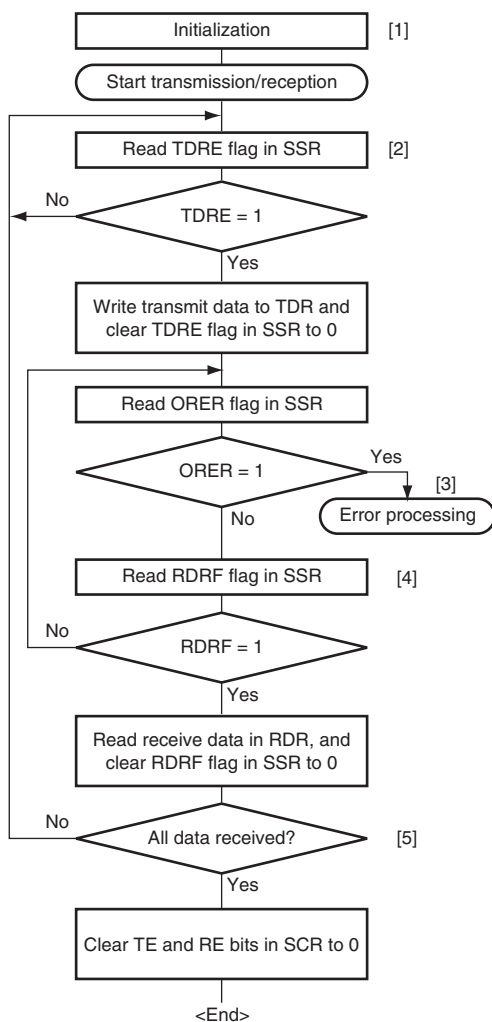 Initialization [1]
Start transmission/reception
Read TDRE flag in SSR [2]
No
TDRE = 1
Yes
Write transmit data to TDR and
clear TDRE flag in SSR to 0
Read ORER flag in SSR
Yes
ORER = 1
[3]
No
Error processing
Read RDRF flag in SSR [4]
No
RDRF = 1
Yes
Read receive data in RDR, and
clear RDRF flag in SSR to 0
No
All data received? [5]
Yes
Clear TE and RE bits in SCR to 0
<End>